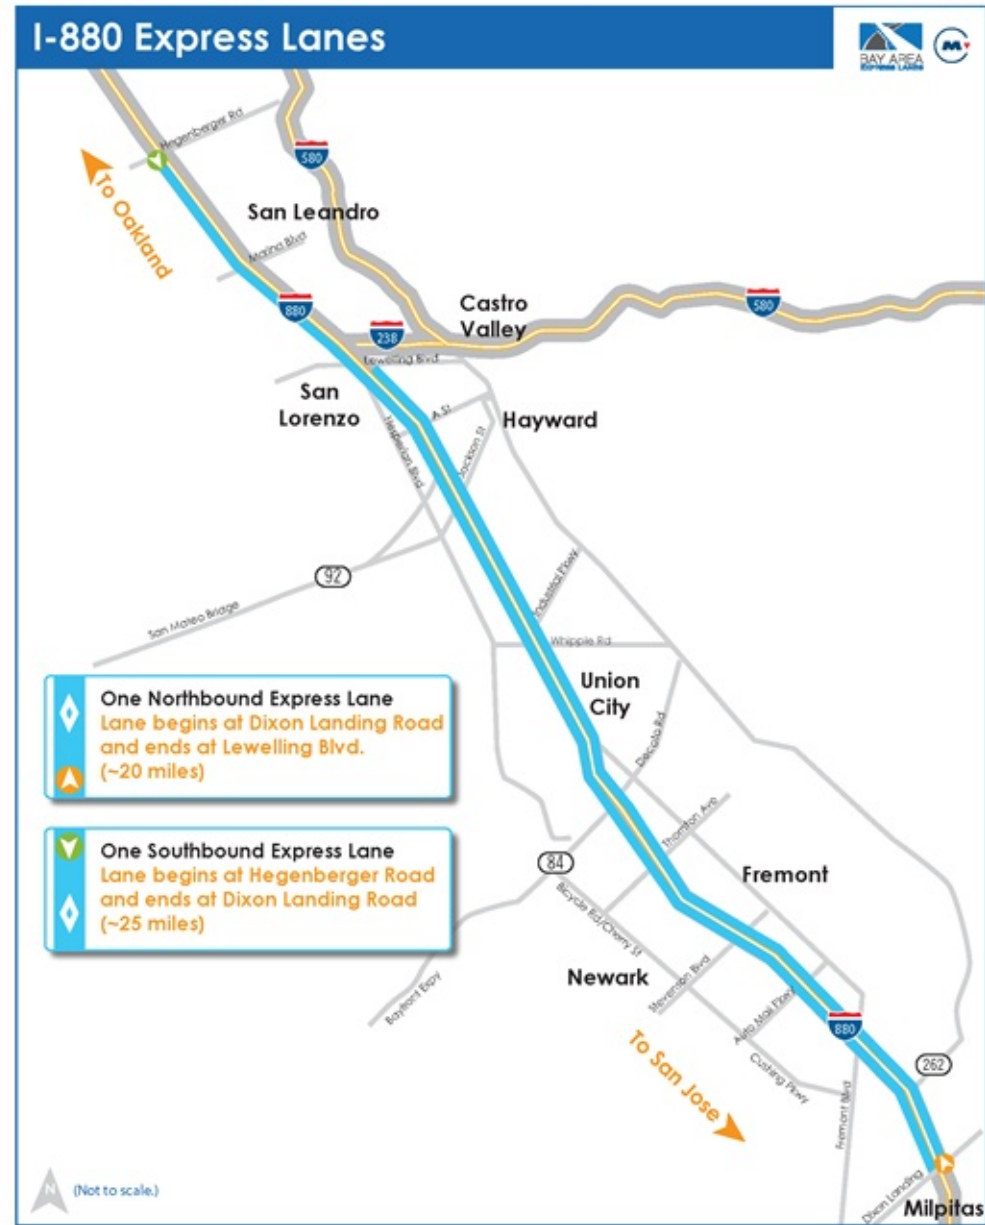 I-880 Express Lanes
BAY AREA
EXPRESS LANES
M
Hegenberger Rd
580
To Oakland
San Leandro
Marina Blvd
880
Castro
Valley
580
238
Lewelling Blvd
San
Lorenzo
A St
Hayward
Hesperian Blvd
Jackson St
92
San Mateo Bridge
Industrial Pkwy
Whipple Rd
Union
City
Decoto Rd
One Northbound Express Lane
Lane begins at Dixon Landing Road
and ends at Lewelling Blvd.
(~20 miles)
Thornton Ave
One Southbound Express Lane
Lane begins at Hegenberger Road
and ends at Dixon Landing Road
(~25 miles)
84
Fremont
Bicycle Rd/Cherry St
Newark
Stevenson Blvd
Bayfront Expy
Auto Mall Pkwy
880
To San Jose
Cushing Pkwy
262
Fremont Blvd
Dixon Landing
Milpitas
N
(Not to scale.)